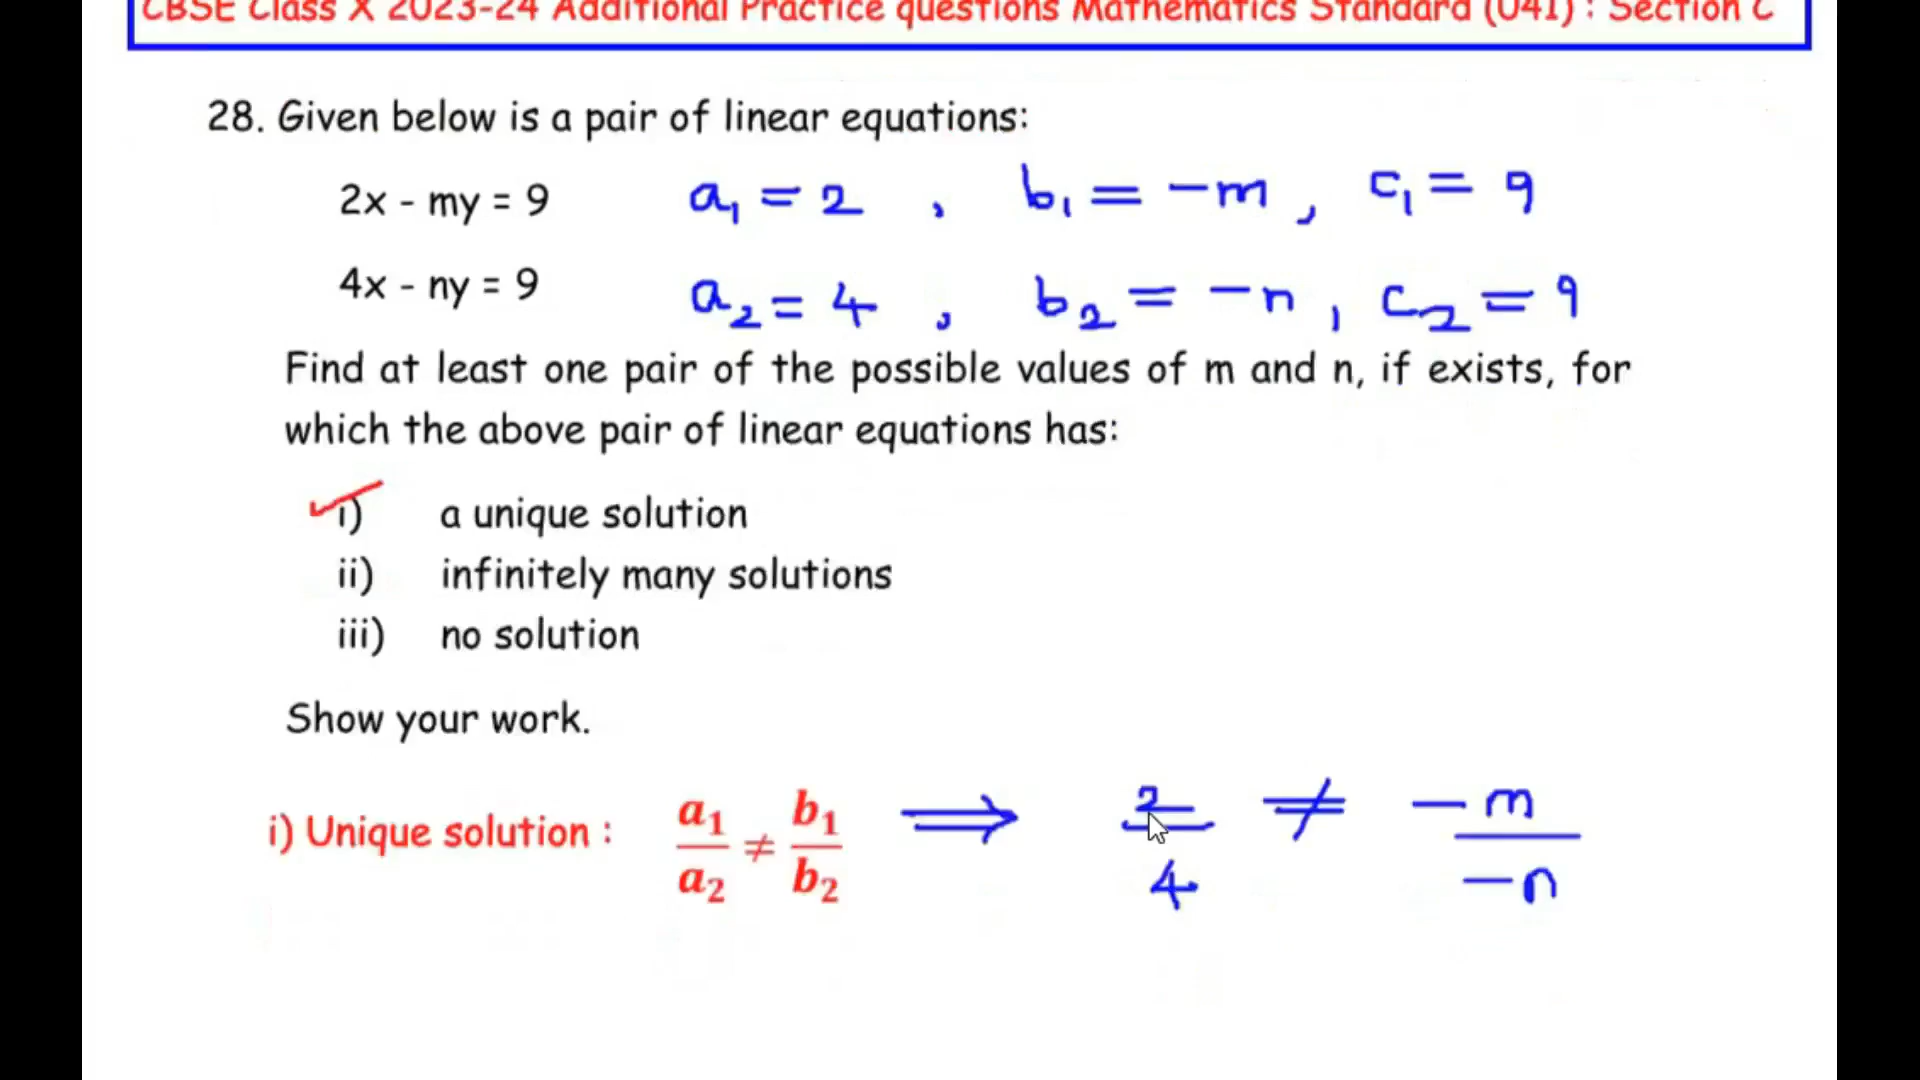 CBSE Class X 2023-24 Additional Practice questions Mathematics Standard (041) : Section C
28. Given below is a pair of linear equations:
2x - my = 9 a₁ = 2 , b₁ = -m , c₁ = 9
4x - ny = 9 a₂ = 4 , b₂ = -n , c₂ = 9
Find at least one pair of the possible values of m and n, if exists, for
which the above pair of linear equations has:
i) a unique solution
ii) infinitely many solutions
iii) no solution
Show your work.
i) Unique solution : a₁/a₂ ≠ b₁/b₂ ⟹ 2/4 ≠ -m/-n